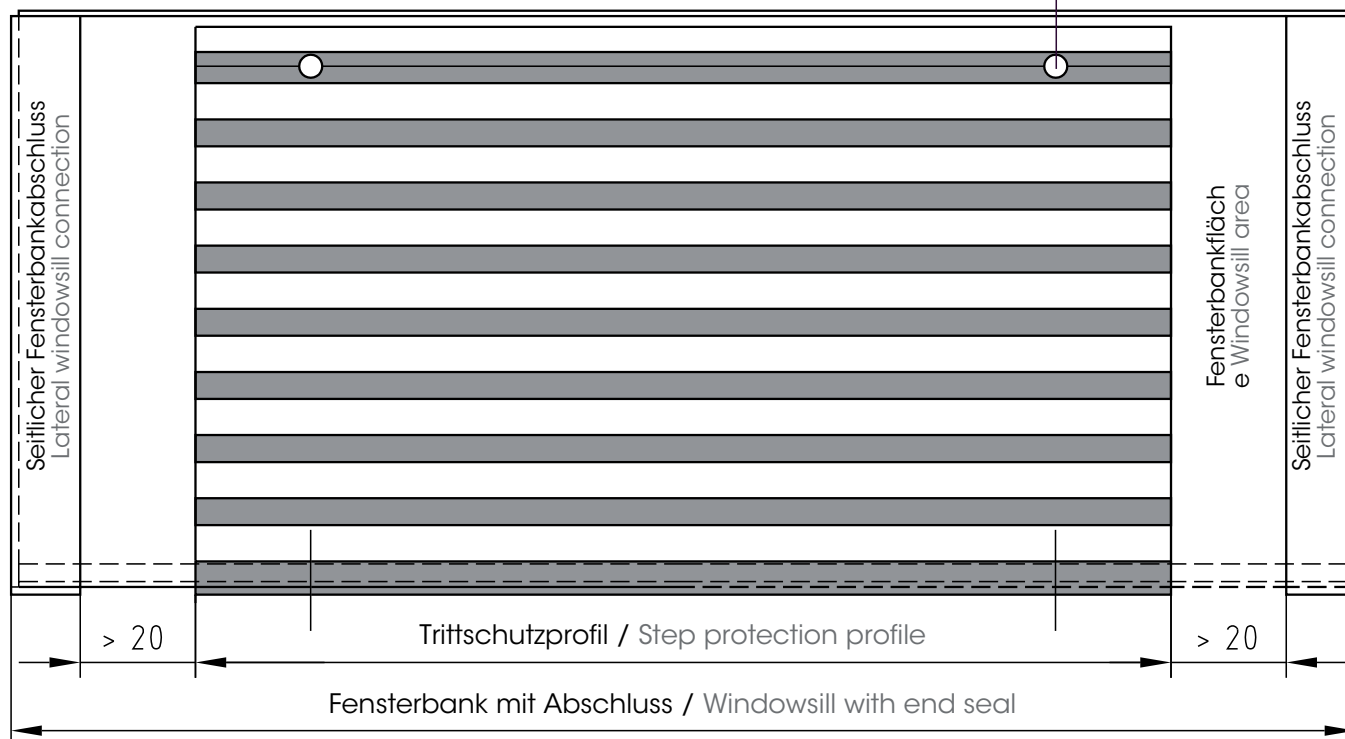 Seitlicher Fensterbankabschluss
Lateral windowsill connection
Fensterbankfläch
e Windowsill area
Seitlicher Fensterbankabschluss
Lateral windowsill connection
> 20
Trittschutzprofil / Step protection profile
> 20
Fensterbank mit Abschluss / Windowsill with end seal